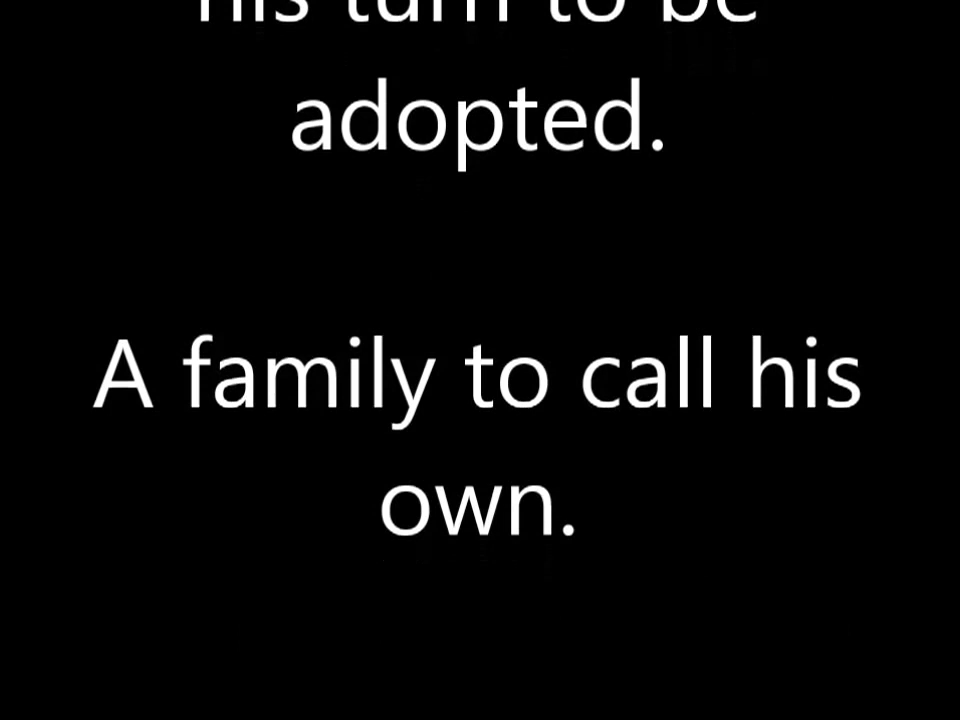 his turn to be
adopted.
A family to call his
own.